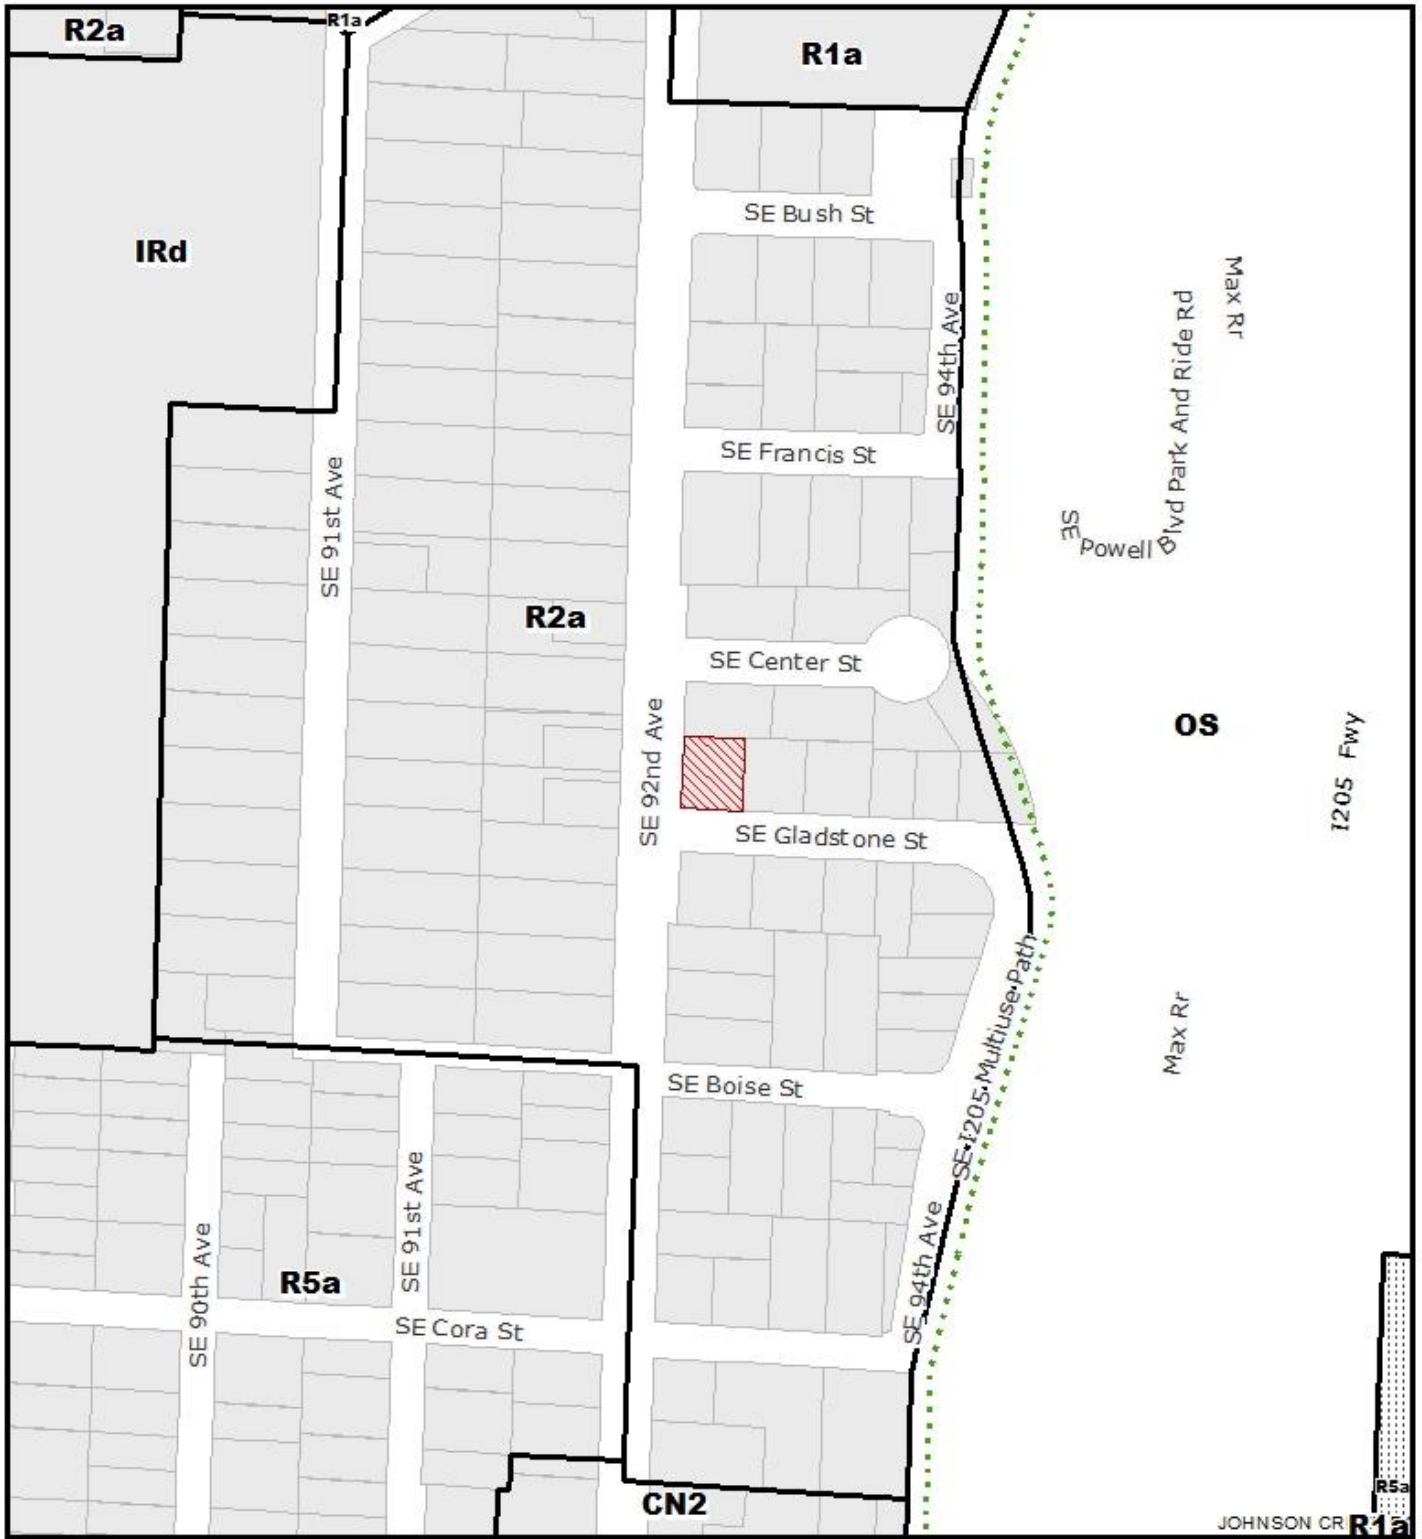 R2a
R1a
R1a
IRd
SE Bush St
Max Rr
SE 94th Ave
SE Powell Blvd Park And Ride Rd
SE Francis St
SE 91st Ave
R2a
SE Center St
SE 92nd Ave
OS
I205 Fwy
SE Gladstone St
SE I205 Multiuse Path
Max Rr
SE Boise St
SE 91st Ave
SE 90th Ave
SE 94th Ave
R5a
SE Cora St
R5a
CN2
JOHNSON CR
R1a